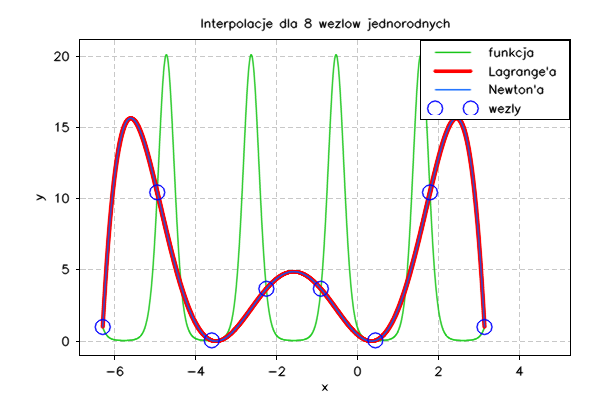 Interpolacje dla 8 wezlow jednorodnych
funkcja
Lagrange'a
Newton'a
wezly
20
15
10
5
0
y
−6 −4 −2 0 2 4
x